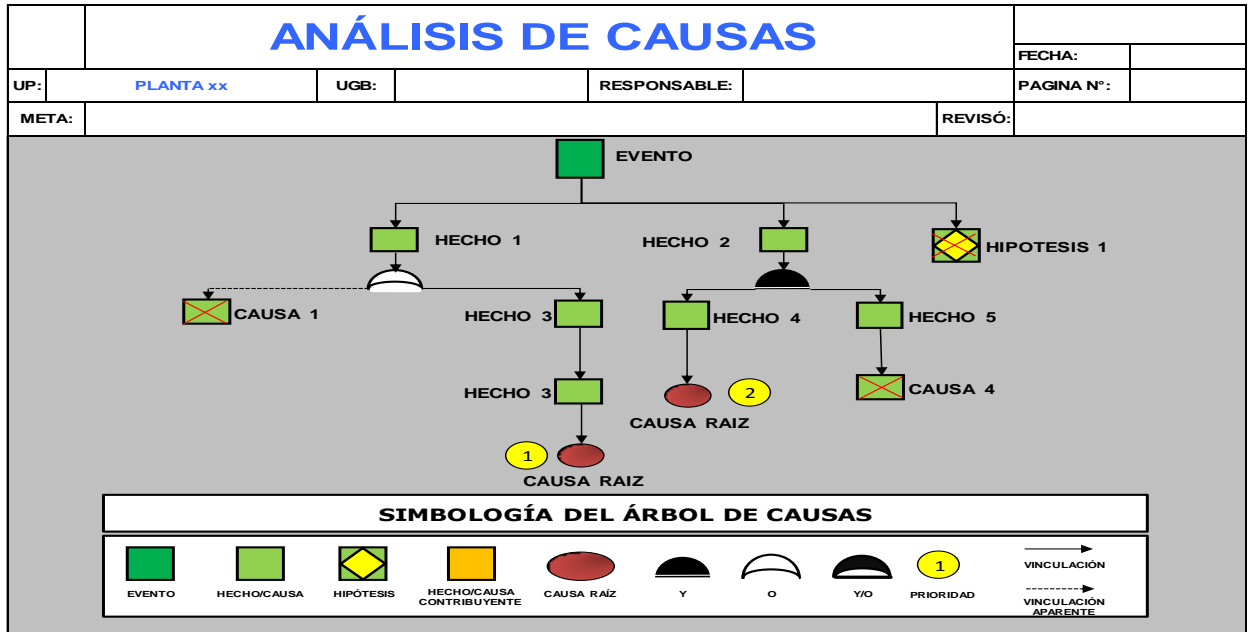 ANÁLISIS DE CAUSAS
FECHA:
UP: PLANTA xx UGB: RESPONSABLE: PAGINA N°:
META: REVISÓ:
EVENTO
HECHO 1 HECHO 2 HIPOTESIS 1
CAUSA 1 HECHO 3 HECHO 4 HECHO 5
HECHO 3 2 CAUSA 4
CAUSA RAIZ
1
CAUSA RAIZ
SIMBOLOGÍA DEL ÁRBOL DE CAUSAS
1
VINCULACIÓN
EVENTO HECHO/CAUSA HIPÓTESIS HECHO/CAUSA CAUSA RAÍZ Y O Y/O PRIORIDAD
CONTRIBUYENTE
VINCULACIÓN
APARENTE